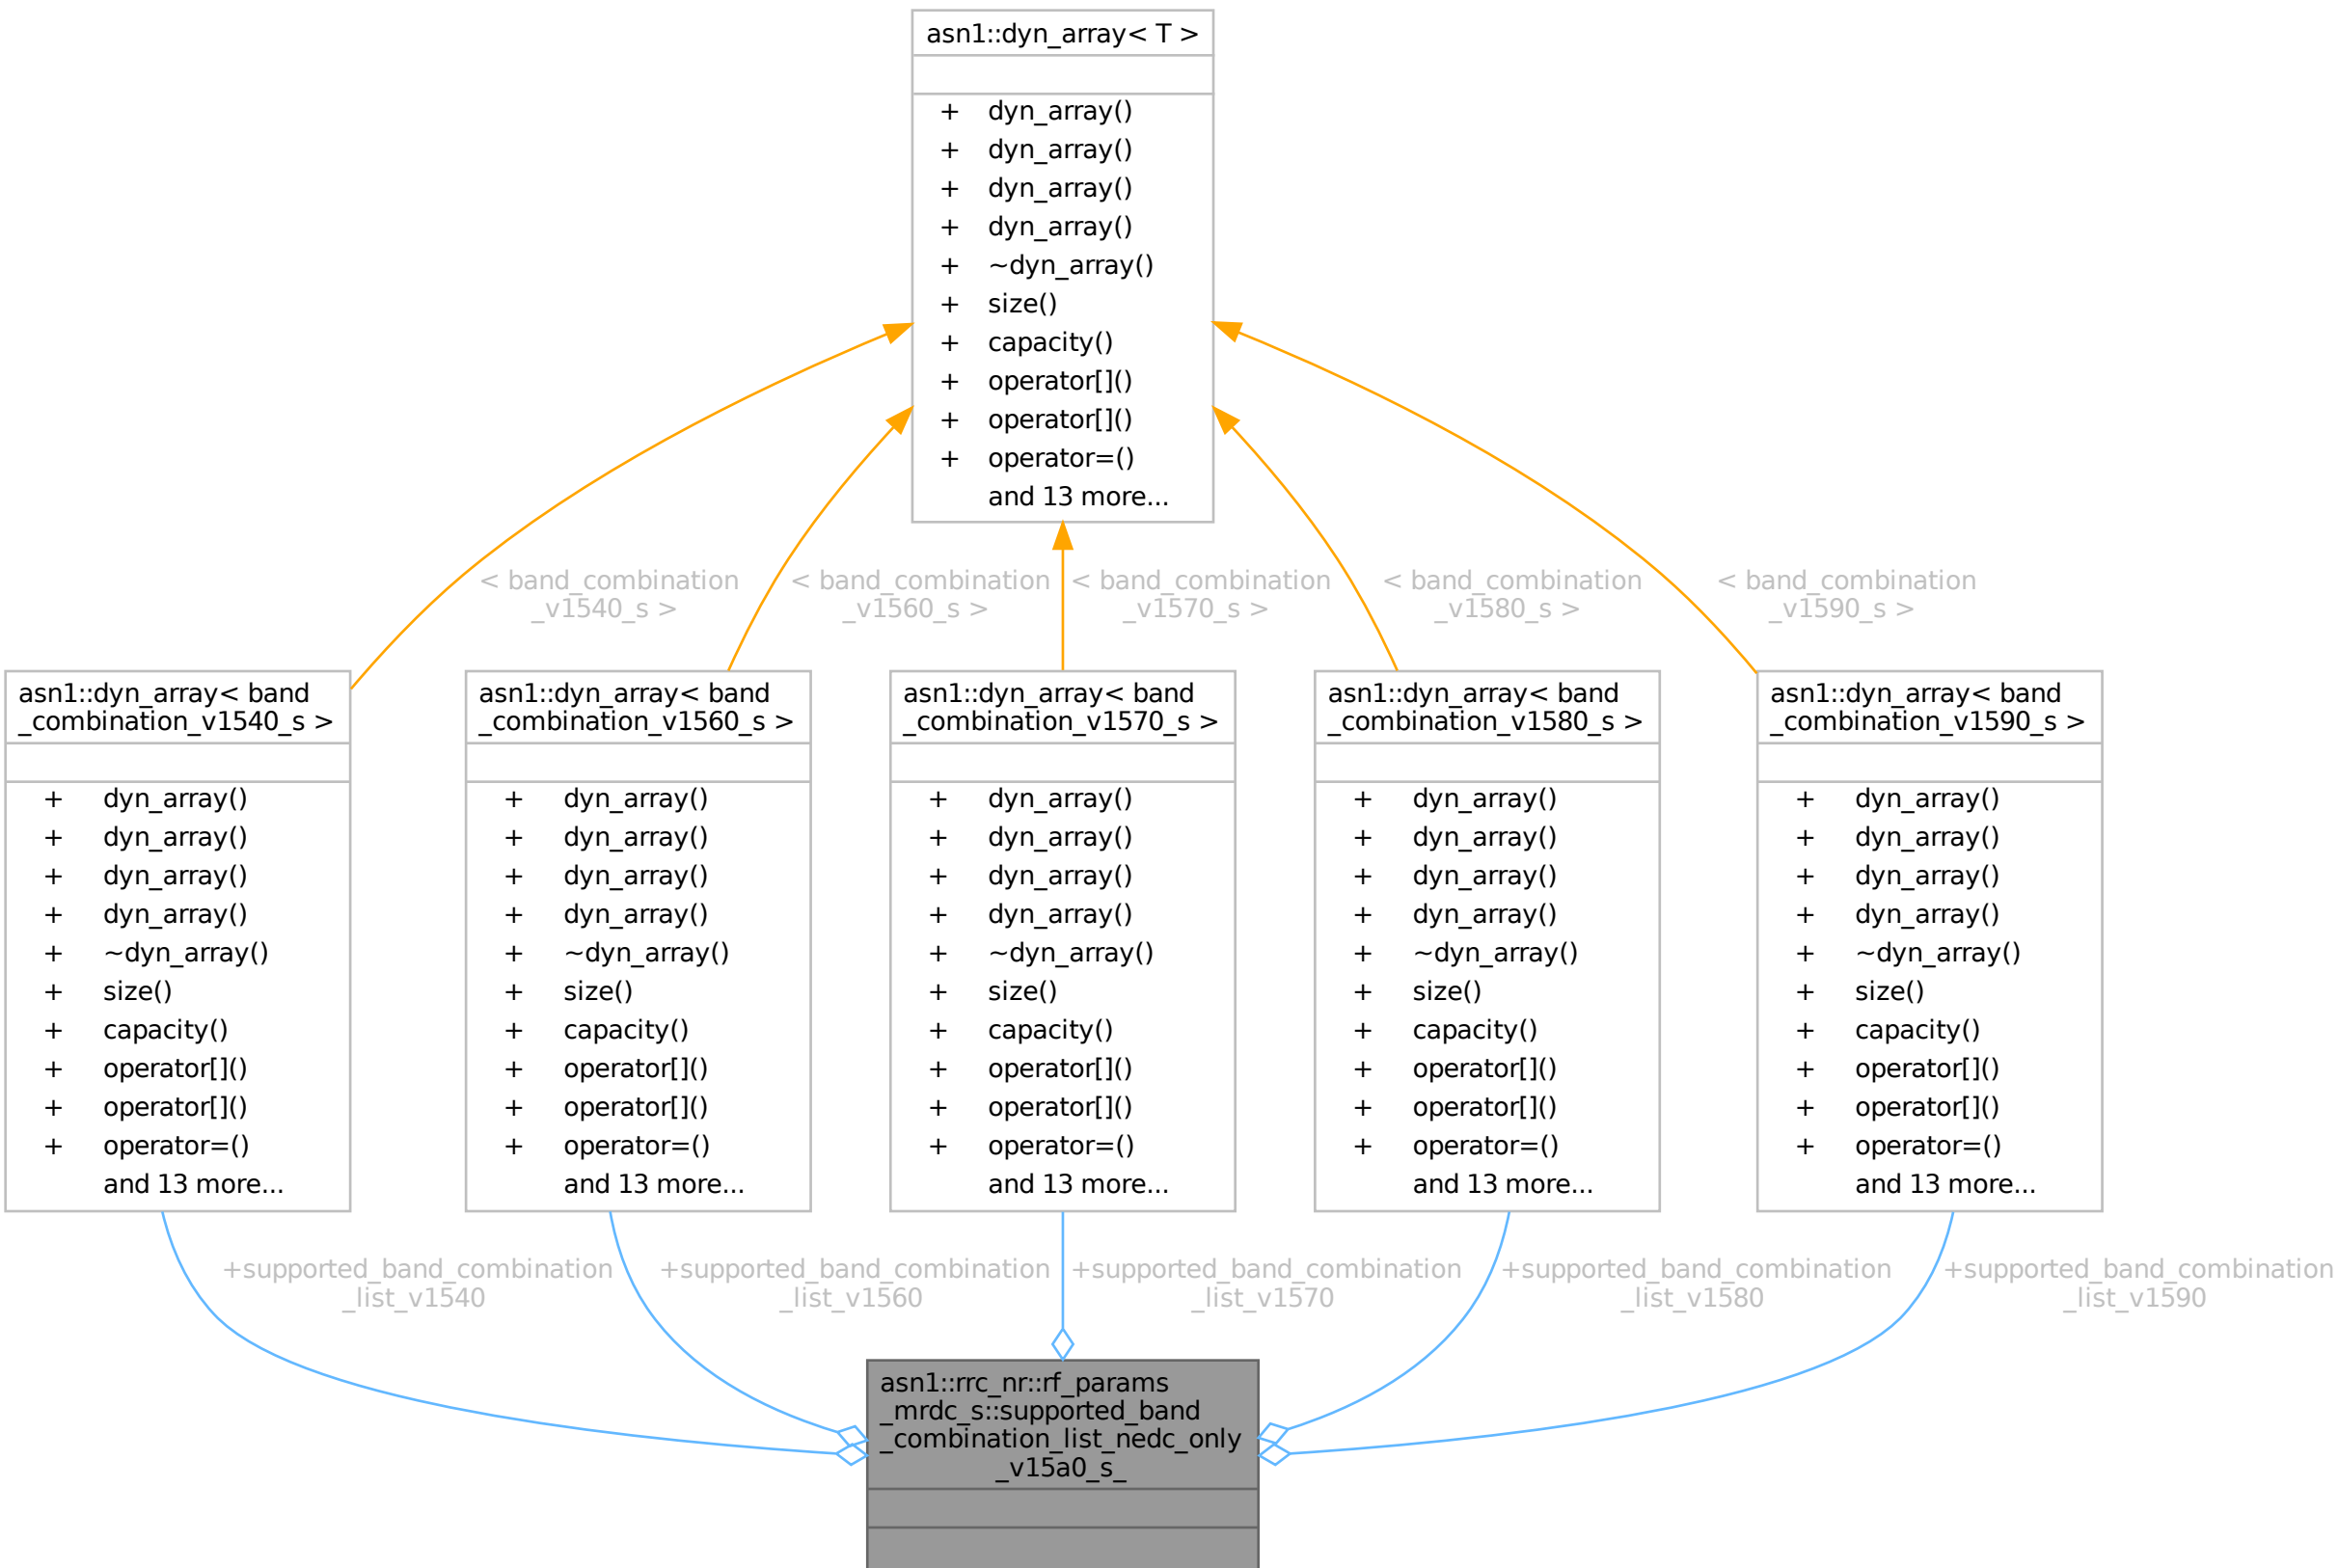 asn1::dyn_array< T >
+ dyn_array()
+ dyn_array()
+ dyn_array()
+ dyn_array()
+ ~dyn_array()
+ size()
+ capacity()
+ operator[]()
+ operator[]()
+ operator=()
and 13 more...
< band_combination
_v1540_s >
< band_combination
_v1560_s >
< band_combination
_v1570_s >
< band_combination
_v1580_s >
< band_combination
_v1590_s >
asn1::dyn_array< band
_combination_v1540_s >
+ dyn_array()
+ dyn_array()
+ dyn_array()
+ dyn_array()
+ ~dyn_array()
+ size()
+ capacity()
+ operator[]()
+ operator[]()
+ operator=()
and 13 more...
asn1::dyn_array< band
_combination_v1560_s >
+ dyn_array()
+ dyn_array()
+ dyn_array()
+ dyn_array()
+ ~dyn_array()
+ size()
+ capacity()
+ operator[]()
+ operator[]()
+ operator=()
and 13 more...
asn1::dyn_array< band
_combination_v1570_s >
+ dyn_array()
+ dyn_array()
+ dyn_array()
+ dyn_array()
+ ~dyn_array()
+ size()
+ capacity()
+ operator[]()
+ operator[]()
+ operator=()
and 13 more...
asn1::dyn_array< band
_combination_v1580_s >
+ dyn_array()
+ dyn_array()
+ dyn_array()
+ dyn_array()
+ ~dyn_array()
+ size()
+ capacity()
+ operator[]()
+ operator[]()
+ operator=()
and 13 more...
asn1::dyn_array< band
_combination_v1590_s >
+ dyn_array()
+ dyn_array()
+ dyn_array()
+ dyn_array()
+ ~dyn_array()
+ size()
+ capacity()
+ operator[]()
+ operator[]()
+ operator=()
and 13 more...
+supported_band_combination
_list_v1540
+supported_band_combination
_list_v1560
+supported_band_combination
_list_v1570
+supported_band_combination
_list_v1580
+supported_band_combination
_list_v1590
asn1::rrc_nr::rf_params
_mrdc_s::supported_band
_combination_list_nedc_only
_v15a0_s_